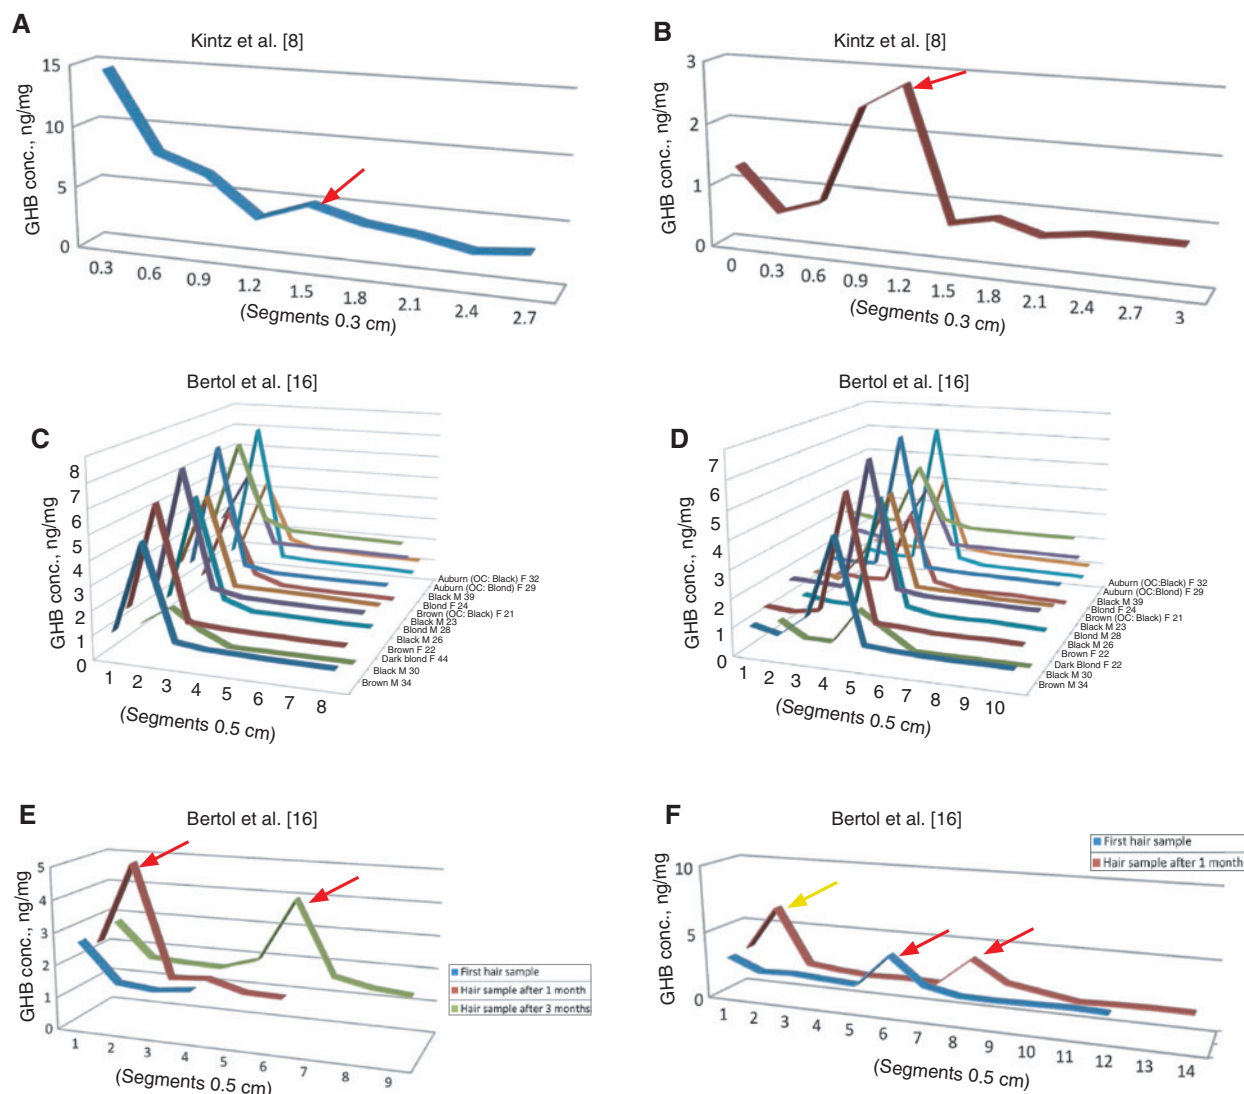 A
Kintz et al. [8]
GHB conc., ng/mg
15
10
5
0
0.3 0.6 0.9 1.2 1.5 1.8 2.1 2.4 2.7
(Segments 0.3 cm)
B
Kintz et al. [8]
GHB conc., ng/mg
3
2
1
0
0 0.3 0.6 0.9 1.2 1.5 1.8 2.1 2.4 2.7 3
(Segments 0.3 cm)
C
Bertol et al. [16]
GHB conc., ng/mg
8
7
6
5
5
4
3
2
1
0
1 2 3 4 5 6 7 8
(Segments 0.5 cm)
Auburn (OC: Black) F 32
Auburn (OC: Blond) F 29
Black M 39
Blond F 24
Brown (OC: Black) F 21
Black M 23
Blond M 28
Black M 26
Brown F 22
Dark blond F 44
Black M 30
Brown M 34
D
Bertol et al. [16]
GHB conc., ng/mg
7
6
5
4
3
2
1
0
1 2 3 4 5 6 7 8 9 10
(Segments 0.5 cm)
Auburn (OC:Black) F 32
Auburn (OC:Blond) F 29
Black M 39
Blond F 24
Brown (OC: Black) F 21
Black M 23
Blond M 28
Black M 26
Brown F 22
Dark Blond F 22
Black M 30
Brown M 34
E
Bertol et al. [16]
GHB conc., ng/mg
5
4
3
2
1
0
1 2 3 4 5 6 7 8 9
(Segments 0.5 cm)
First hair sample
Hair sample after 1 month
Hair sample after 3 months
F
Bertol et al. [16]
First hair sample
Hair sample after 1 month
GHB conc., ng/mg
10
5
0
1 2 3 4 5 6 7 8 9 10 11 12 13 14
(Segments 0.5 cm)